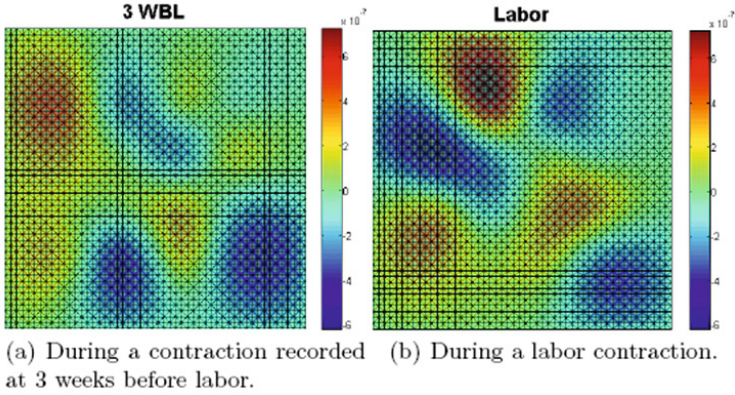 3 WBL
x 10⁻⁷
6
4
2
0
-2
-4
-6
Labor
x 10⁻⁷
6
4
2
0
-2
-4
-6
(a) During a contraction recorded at 3 weeks before labor.
(b) During a labor contraction.